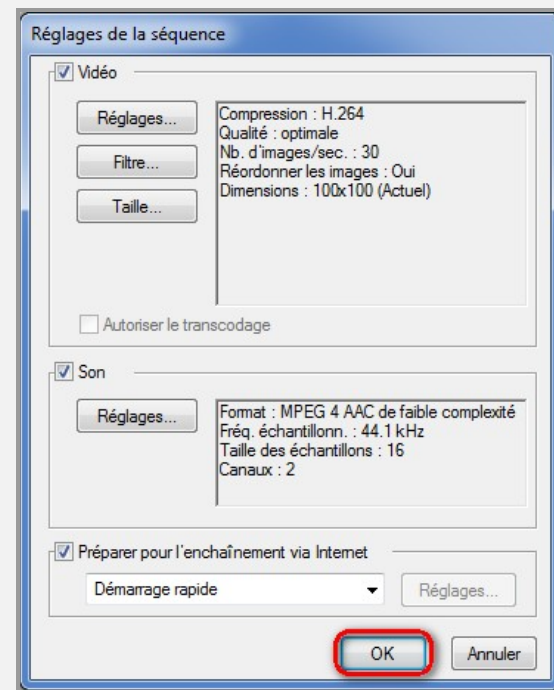 Réglages de la séquence
Vidéo
Réglages...
Filtre...
Taille...
Compression : H.264
Qualité : optimale
Nb. d'images/sec. : 30
Réordonner les images : Oui
Dimensions : 100x100 (Actuel)
Autoriser le transcodage
Son
Réglages...
Format : MPEG 4 AAC de faible complexité
Fréq. échantillonn. : 44.1 kHz
Taille des échantillons : 16
Canaux : 2
Préparer pour l'enchaînement via Internet
Démarrage rapide
Réglages...
OK
Annuler